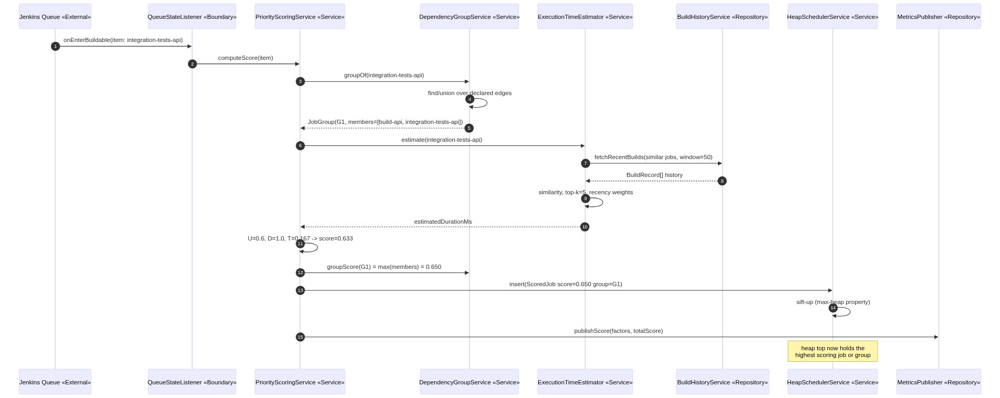 Jenkins Queue «External»
QueueStateListener «Boundary»
PriorityScoringService «Service»
DependencyGroupService «Service»
ExecutionTimeEstimator «Service»
BuildHistoryService «Repository»
HeapSchedulerService «Service»
MetricsPublisher «Repository»
onEnterBuildable(item: integration-tests-api)
1
computeScore(item)
2
groupOf(integration-tests-api)
3
find/union over declared edges
4
JobGroup(G1, members=[build-api, integration-tests-api])
5
estimate(integration-tests-api)
6
fetchRecentBuilds(similar jobs, window=50)
7
BuildRecord[] history
8
similarity, top-k=5, recency weights
9
estimatedDurationMs
10
U=0.6, D=1.0, T=0.167 -> score=0.633
11
groupScore(G1) = max(members) = 0.650
12
insert(ScoredJob score=0.650 group=G1)
13
sift-up (max-heap property)
14
publishScore(factors, totalScore)
15
heap top now holds the
highest scoring job or group
Jenkins Queue «External»
QueueStateListener «Boundary»
PriorityScoringService «Service»
DependencyGroupService «Service»
ExecutionTimeEstimator «Service»
BuildHistoryService «Repository»
HeapSchedulerService «Service»
MetricsPublisher «Repository»